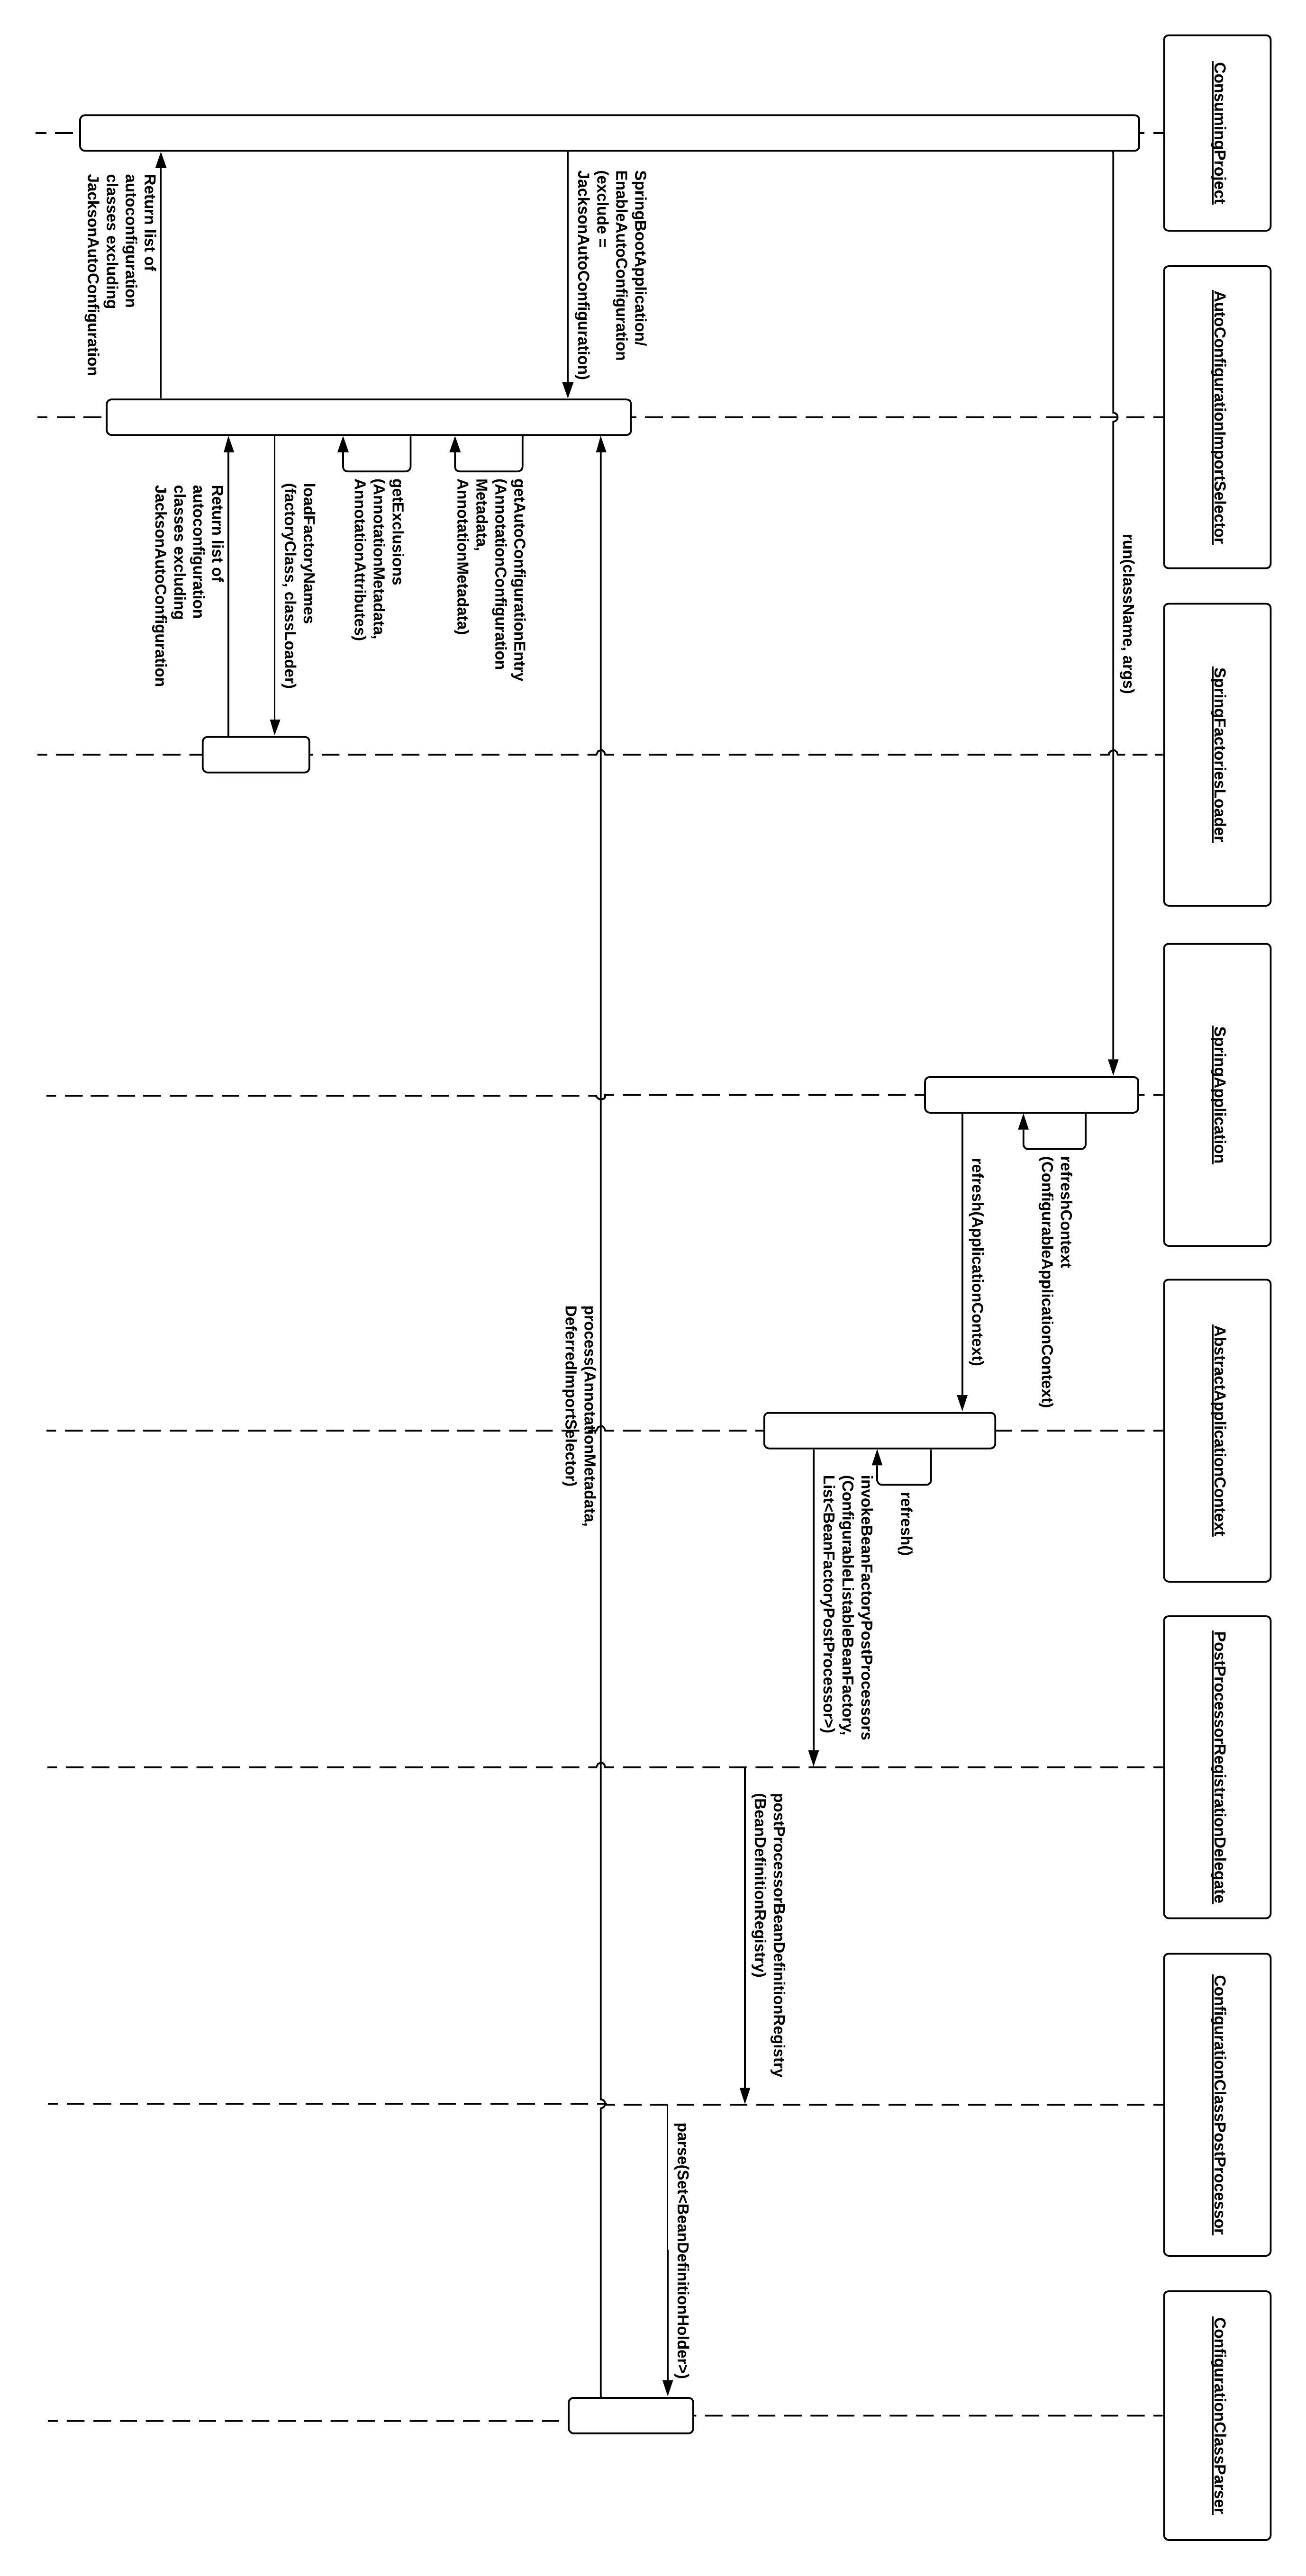 ConsumingProject
AutoConfigurationImportSelector
SpringFactoriesLoader
SpringApplication
AbstractApplicationContext
PostProcessorRegistrationDelegate
ConfigurationClassPostProcessor
ConfigurationClassParser
run(className, args)
refreshContext
(ConfigurableApplicationContext)
refresh(ApplicationContext)
refresh()
invokeBeanFactoryPostProcessors
(ConfigurableListableBeanFactory,
List<BeanFactoryPostProcessor>)
postProcessorBeanDefinitionRegistry
(BeanDefinitionRegistry)
parse(Set<BeanDefinitionHolder>)
process(AnnotationMetadata,
DeferredImportSelector)
SpringBootApplication/
EnableAutoConfiguration
(exclude =
JacksonAutoConfiguration)
getAutoConfigurationEntry
(AnnotationConfiguration
Metadata,
AnnotationMetadata)
getExclusions
(AnnotationMetadata,
AnnotationAttributes)
loadFactoryNames
(factoryClass, classLoader)
Return list of
autoconfiguration
classes excluding
JacksonAutoConfiguration
Return list of
autoconfiguration
classes excluding
JacksonAutoConfiguration